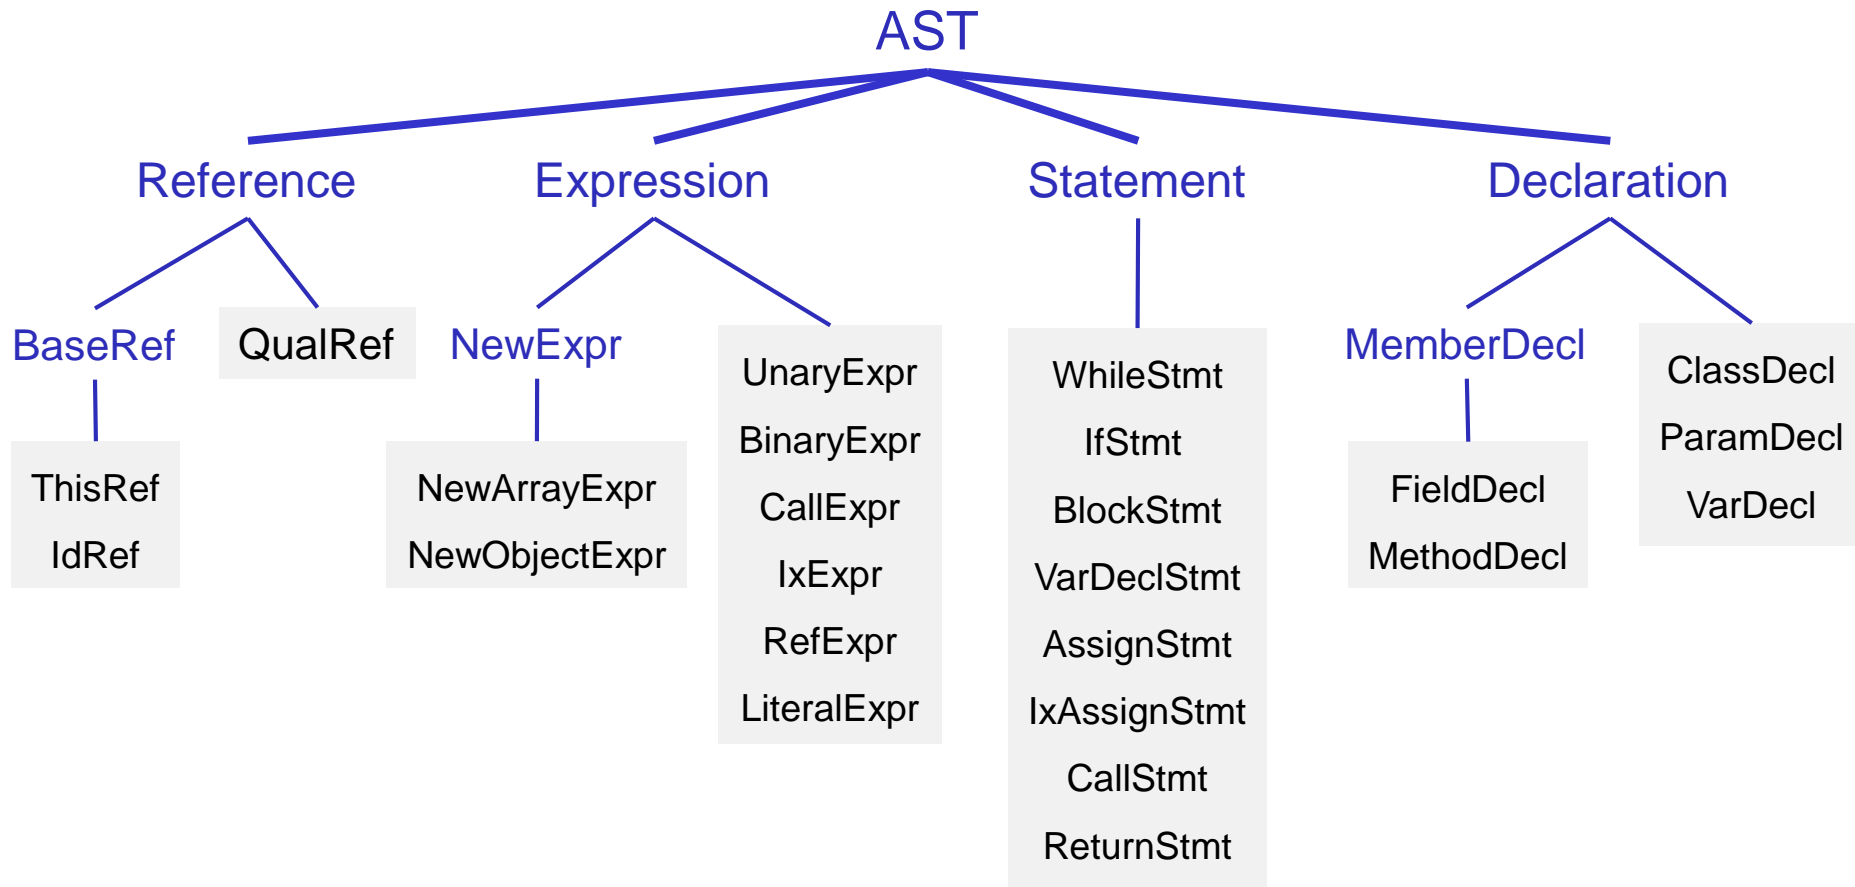 AST
Reference
Expression
Statement
Declaration
BaseRef
QualRef
NewExpr
MemberDecl
ThisRef
IdRef
NewArrayExpr
NewObjectExpr
UnaryExpr
BinaryExpr
CallExpr
IxExpr
RefExpr
LiteralExpr
WhileStmt
IfStmt
BlockStmt
VarDeclStmt
AssignStmt
IxAssignStmt
CallStmt
ReturnStmt
FieldDecl
MethodDecl
ClassDecl
ParamDecl
VarDecl